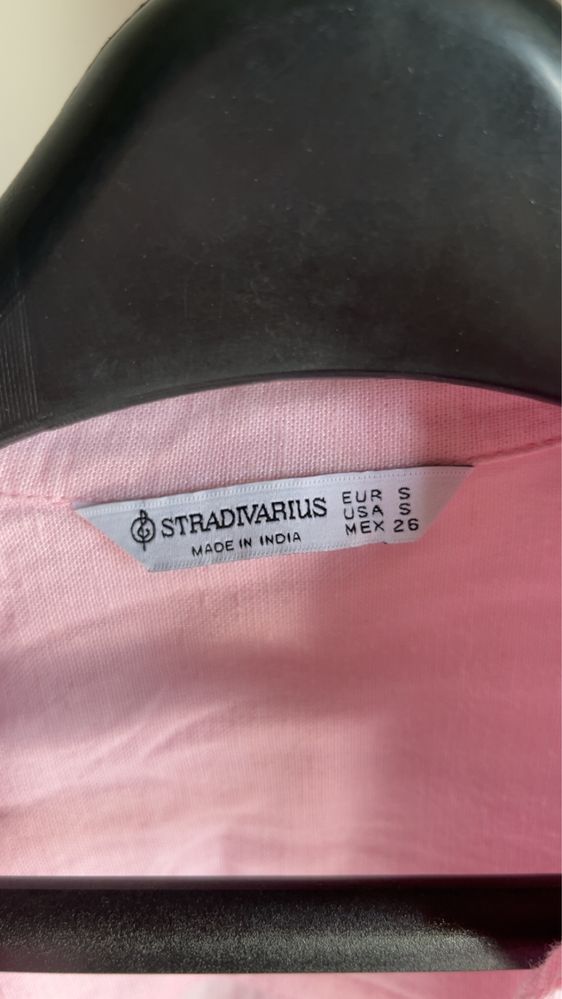 STRADIVARIUS
MADE IN INDIA
EUR S
USA S
MEX 26